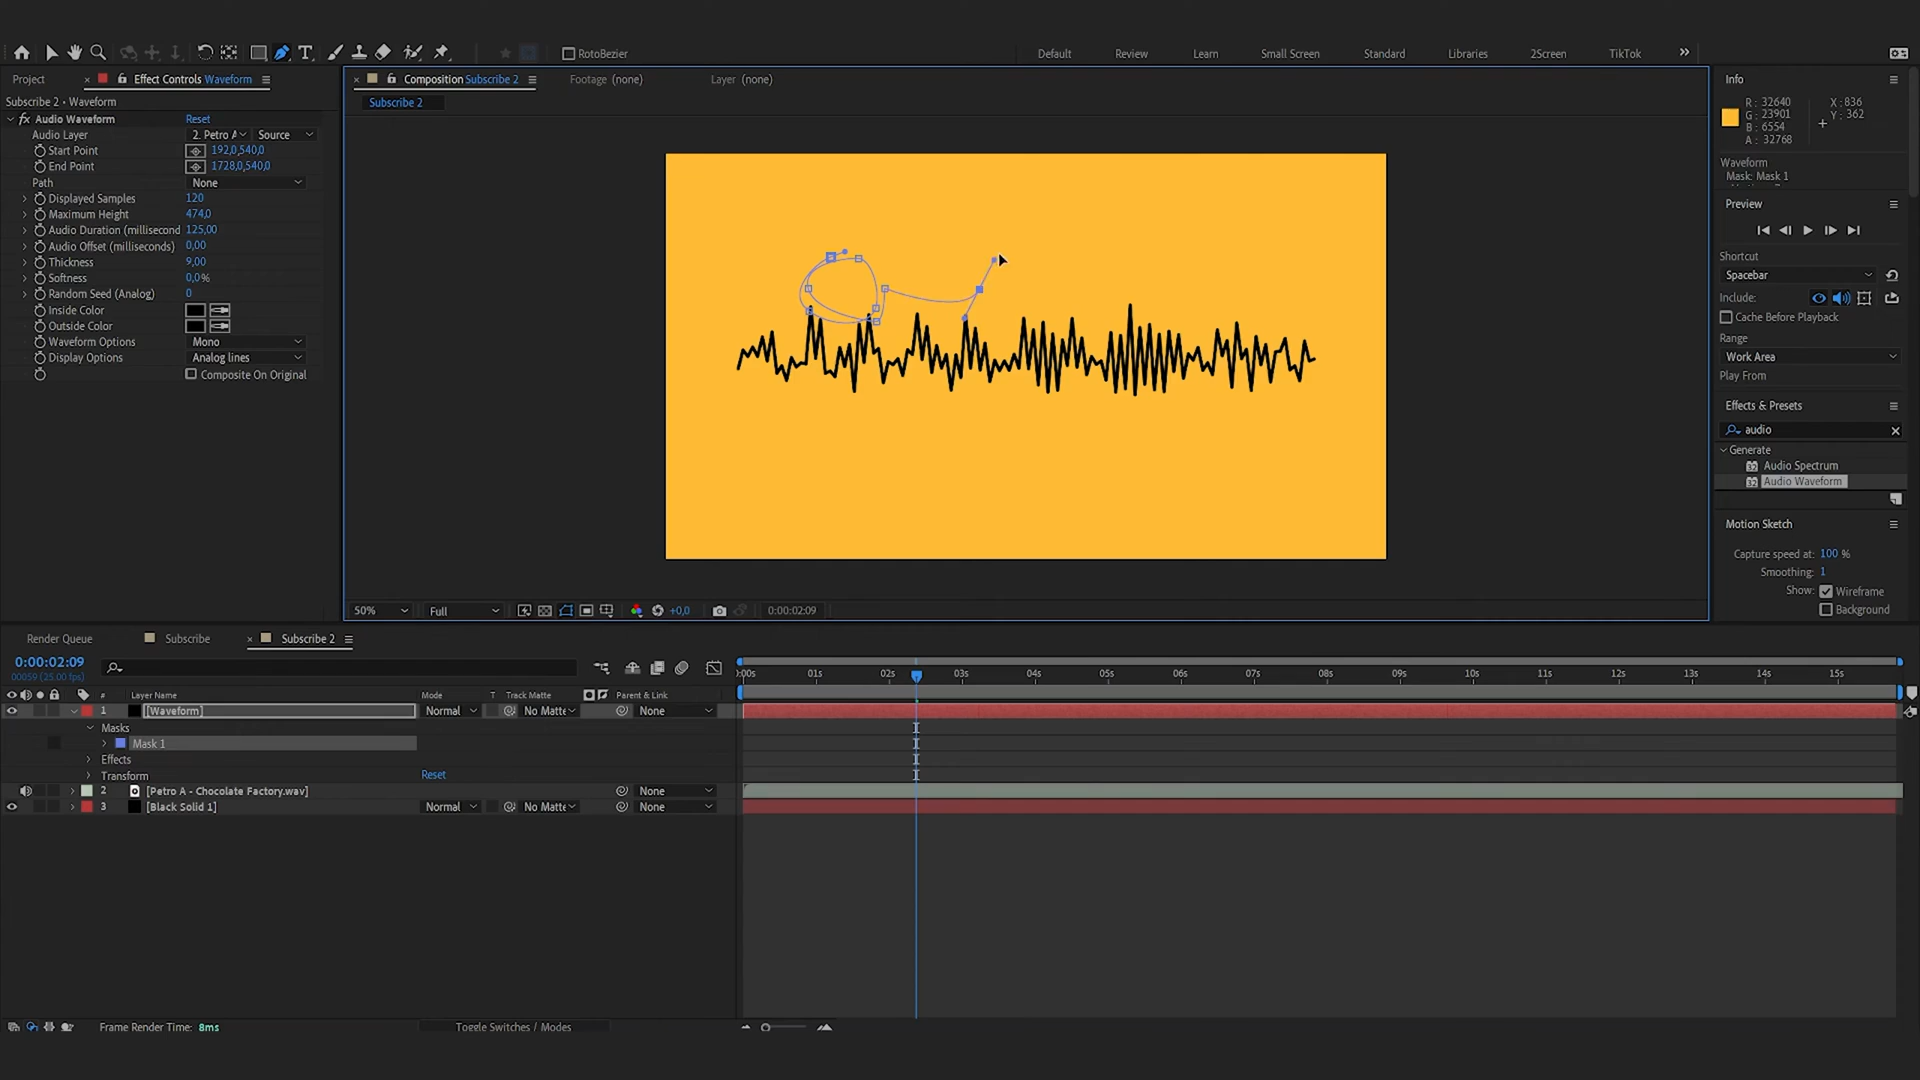 RotoBezier
Default
Review
Learn
Small Screen
Standard
Libraries
2Screen
TikTok
Project
Effect Controls Waveform
Subscribe 2 • Waveform
Audio Waveform
Reset
Audio Layer
2. Petro A
Source
Start Point
192,0,540,0
End Point
1728,0,540,0
Path
None
Displayed Samples
120
Maximum Height
474,0
Audio Duration (millisecond
125,00
Audio Offset (milliseconds)
0,00
Thickness
9,00
Softness
0,0%
Random Seed (Analog)
0
Inside Color
Outside Color
Waveform Options
Mono
Display Options
Analog lines
Composite On Original
Composition Subscribe 2
Footage (none)
Layer (none)
Subscribe 2
50%
Full
+0,0
0:00:02:09
Info
R: 32640
G: 23901
B: 6554
A: 32768
X: 836
Y: 362
Waveform
Mask: Mask 1
Preview
Shortcut
Spacebar
Include:
Cache Before Playback
Range
Work Area
Play From
Effects & Presets
audio
Generate
Audio Spectrum
Audio Waveform
Motion Sketch
Capture speed at: 100 %
Smoothing: 1
Show:
Wireframe
Background
Render Queue
Subscribe
Subscribe 2
0:00:02:09
00059 (25.00 fps)
:00s
01s
02s
03s
04s
05s
06s
07s
08s
09s
10s
11s
12s
13s
14s
15s
#
Layer Name
Mode
T
Track Matte
Parent & Link
1
[Waveform]
Normal
No Matte
None
Masks
Mask 1
Effects
Transform
Reset
2
[Petro A - Chocolate Factory.wav]
None
3
[Black Solid 1]
Normal
No Matte
None
Frame Render Time: 8ms
Toggle Switches / Modes